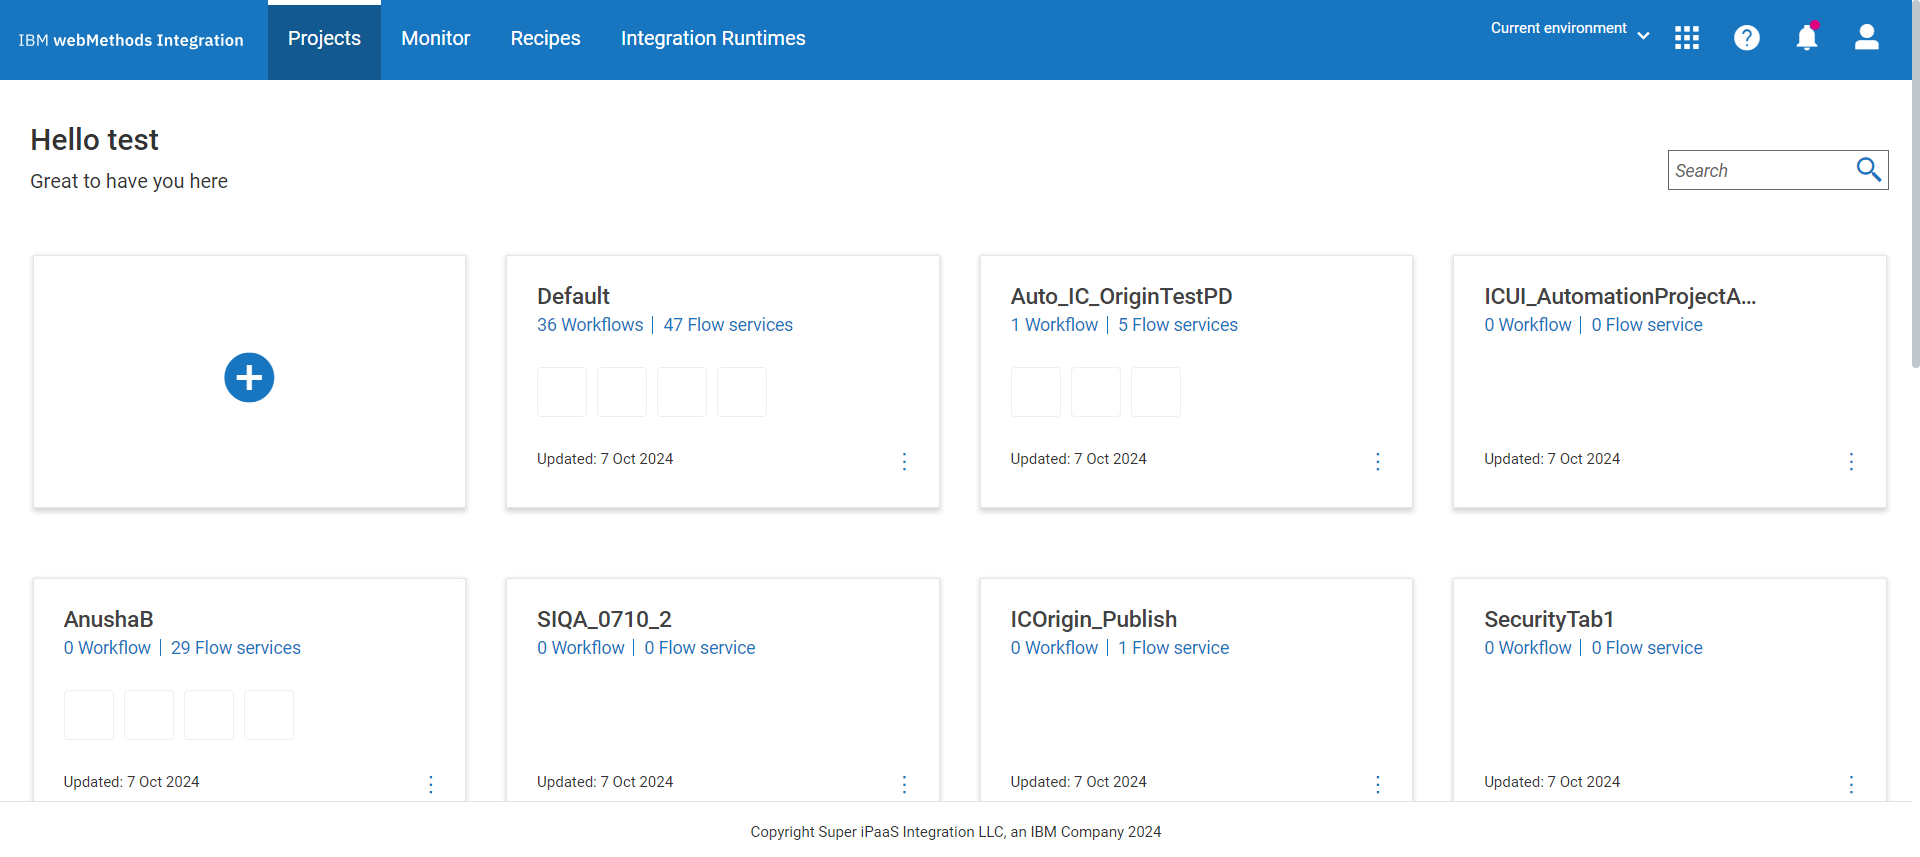 IBM webMethods Integration
Projects
Monitor
Recipes
Integration Runtimes
Current environment
Hello test
Great to have you here
Search
Default
36 Workflows | 47 Flow services
Updated: 7 Oct 2024
Auto_IC_OriginTestPD
1 Workflow | 5 Flow services
Updated: 7 Oct 2024
ICUI_AutomationProjectA...
0 Workflow | 0 Flow service
Updated: 7 Oct 2024
AnushaB
0 Workflow | 29 Flow services
Updated: 7 Oct 2024
SIQA_0710_2
0 Workflow | 0 Flow service
Updated: 7 Oct 2024
ICOrigin_Publish
0 Workflow | 1 Flow service
Updated: 7 Oct 2024
SecurityTab1
0 Workflow | 0 Flow service
Updated: 7 Oct 2024
Copyright Super iPaaS Integration LLC, an IBM Company 2024